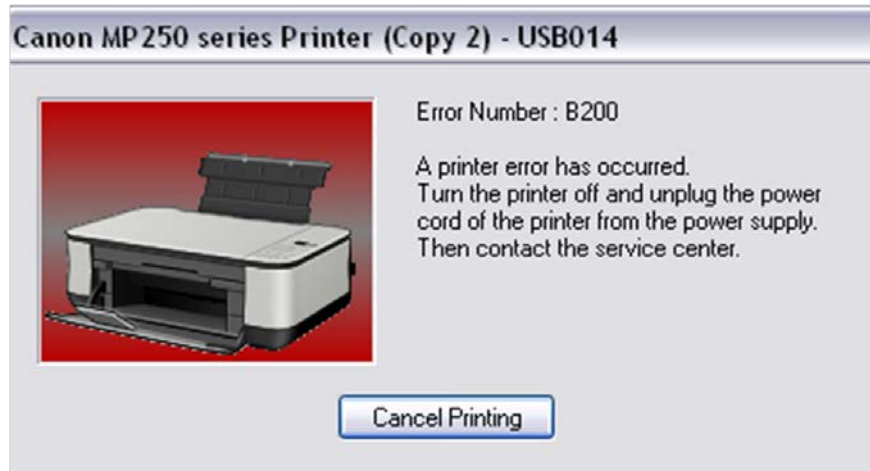 Canon MP250 series Printer (Copy 2) - USB014
Error Number : B200
A printer error has occurred.
Turn the printer off and unplug the power
cord of the printer from the power supply.
Then contact the service center.
Cancel Printing